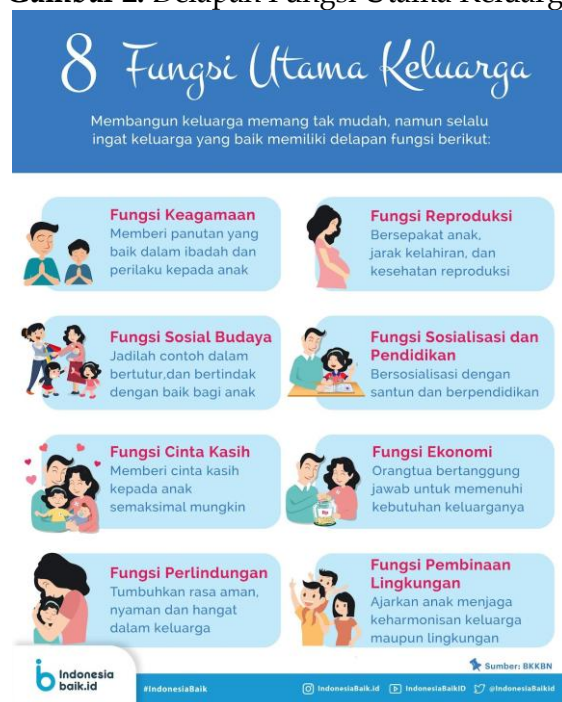 Gambar 2. Delapan Fungsi Utama Keluarg
8 Fungsi Utama Keluarga
Membangun keluarga memang tak mudah, namun selalu
ingat keluarga yang baik memiliki delapan fungsi berikut:
Fungsi Keagamaan
Memberi panutan yang
baik dalam ibadah dan
perilaku kepada anak
Fungsi Reproduksi
Bersepakat anak,
jarak kelahiran, dan
kesehatan reproduksi
Fungsi Sosial Budaya
Jadilah contoh dalam
bertutur,dan bertindak
dengan baik bagi anak
Fungsi Sosialisasi dan
Pendidikan
Bersosialisasi dengan
santun dan berpendidikan
Fungsi Cinta Kasih
Memberi cinta kasih
kepada anak
semaksimal mungkin
Fungsi Ekonomi
Orangtua bertanggung
jawab untuk memenuhi
kebutuhan keluarganya
Fungsi Perlindungan
Tumbuhkan rasa aman,
nyaman dan hangat
dalam keluarga
Fungsi Pembinaan
Lingkungan
Ajarkan anak menjaga
keharmonisan keluarga
maupun lingkungan
Sumber: BKKBN
Indonesia
baik.id
#IndonesiaBaik
IndonesiaBaik.id IndonesiaBaikID @IndonesiaBaikId